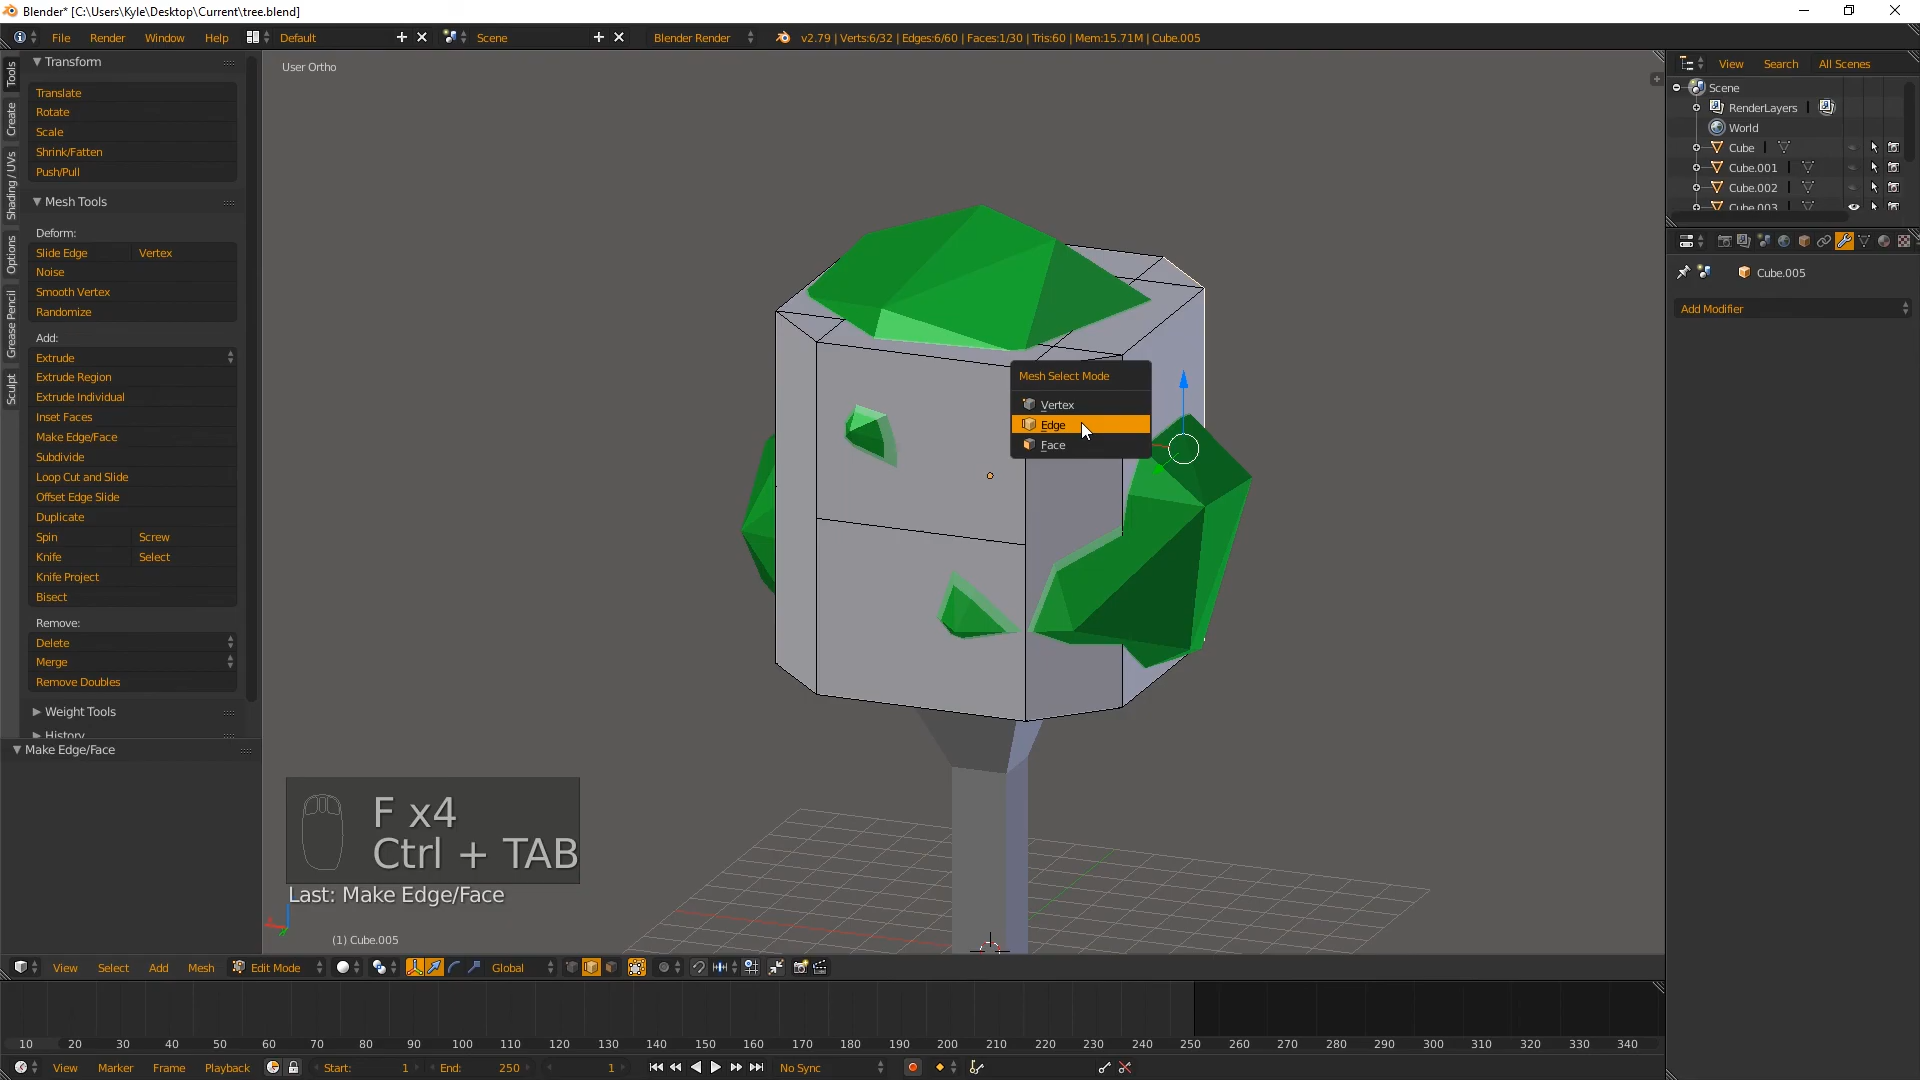 Blender* [C:\Users\Kyle\Desktop\Current\tree.blend]
File Render Window Help Default Scene Blender Render v2.79 | Verts:6/32 | Edges:6/60 | Faces:1/30 | Tris:60 | Mem:15.71M | Cube.005
Tools
Create
Shading / UVs
Options
Grease Pencil
Sculpt
Transform
Translate
Rotate
Scale
Shrink/Fatten
Push/Pull
Mesh Tools
Deform:
Slide Edge Vertex
Noise
Smooth Vertex
Randomize
Add:
Extrude
Extrude Region
Extrude Individual
Inset Faces
Make Edge/Face
Subdivide
Loop Cut and Slide
Offset Edge Slide
Duplicate
Spin Screw
Knife Select
Knife Project
Bisect
Remove:
Delete
Merge
Remove Doubles
Weight Tools
History
Make Edge/Face
User Ortho
Mesh Select Mode
Vertex
Edge
Face
F x4
Ctrl + TAB
Last: Make Edge/Face
(1) Cube.005
View Search All Scenes
Scene
RenderLayers
World
Cube
Cube.001
Cube.002
Cube.003
Cube.005
Add Modifier
View Select Add Mesh Edit Mode Global
10 20 30 40 50 60 70 80 90 100 110 120 130 140 150 160 170 180 190 200 210 220 230 240 250 260 270 280 290 300 310 320 330 340
View Marker Frame Playback Start: 1 End: 250 1 No Sync